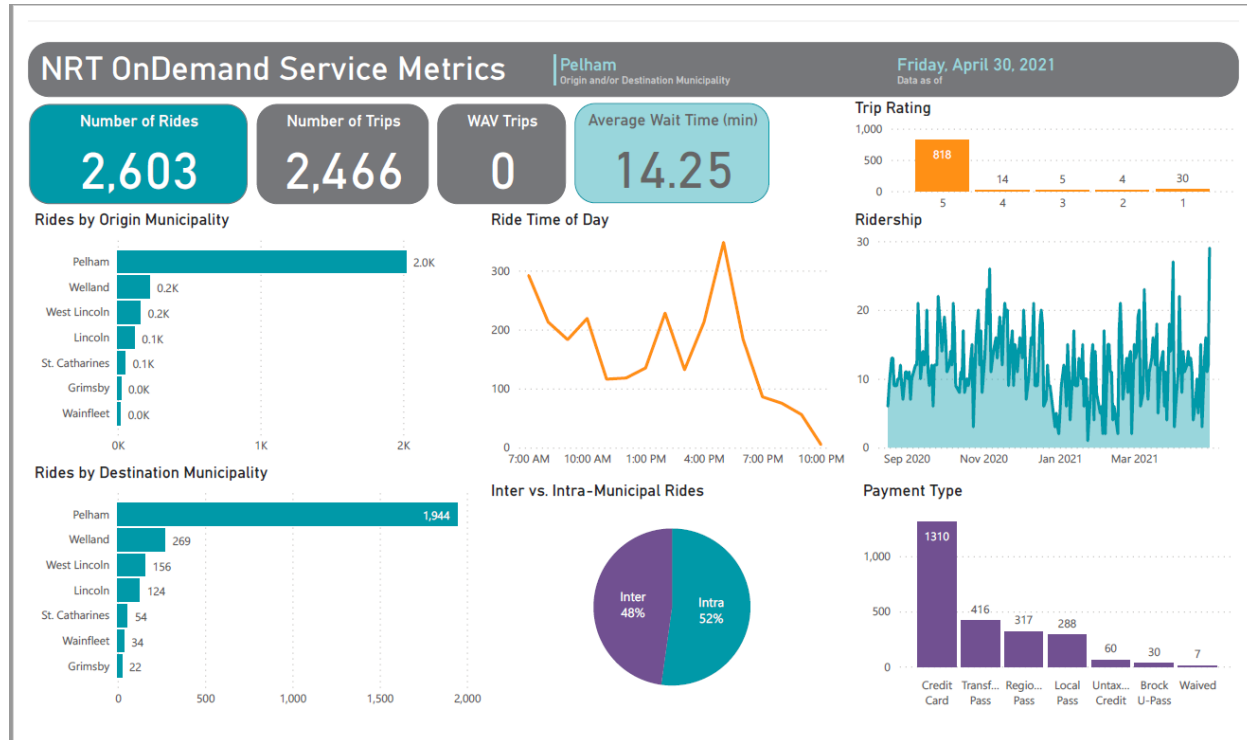 NRT OnDemand Service Metrics
Pelham
Origin and/or Destination Municipality
Friday, April 30, 2021
Data as of
Number of Rides
2,603
Number of Trips
2,466
WAV Trips
0
Average Wait Time (min)
14.25
Trip Rating
1,000
500
0
818
14
5
4
30
5 4 3 2 1
Rides by Origin Municipality
Pelham 2.0K
Welland 0.2K
West Lincoln 0.2K
Lincoln 0.1K
St. Catharines 0.1K
Grimsby 0.0K
Wainfleet 0.0K
0K 1K 2K
Ride Time of Day
300
200
100
0
7:00 AM 10:00 AM 1:00 PM 4:00 PM 7:00 PM 10:00 PM
Ridership
30
20
10
0
Sep 2020 Nov 2020 Jan 2021 Mar 2021
Rides by Destination Municipality
Pelham 1,944
Welland 269
West Lincoln 156
Lincoln 124
St. Catharines 54
Wainfleet 34
Grimsby 22
0 500 1,000 1,500 2,000
Inter vs. Intra-Municipal Rides
Inter
48%
Intra
52%
Payment Type
1,000
500
0
1310
416
317
288
60
30
7
Credit Transf... Regio... Local Untax... Brock Waived
Card Pass Pass Pass Credit U-Pass